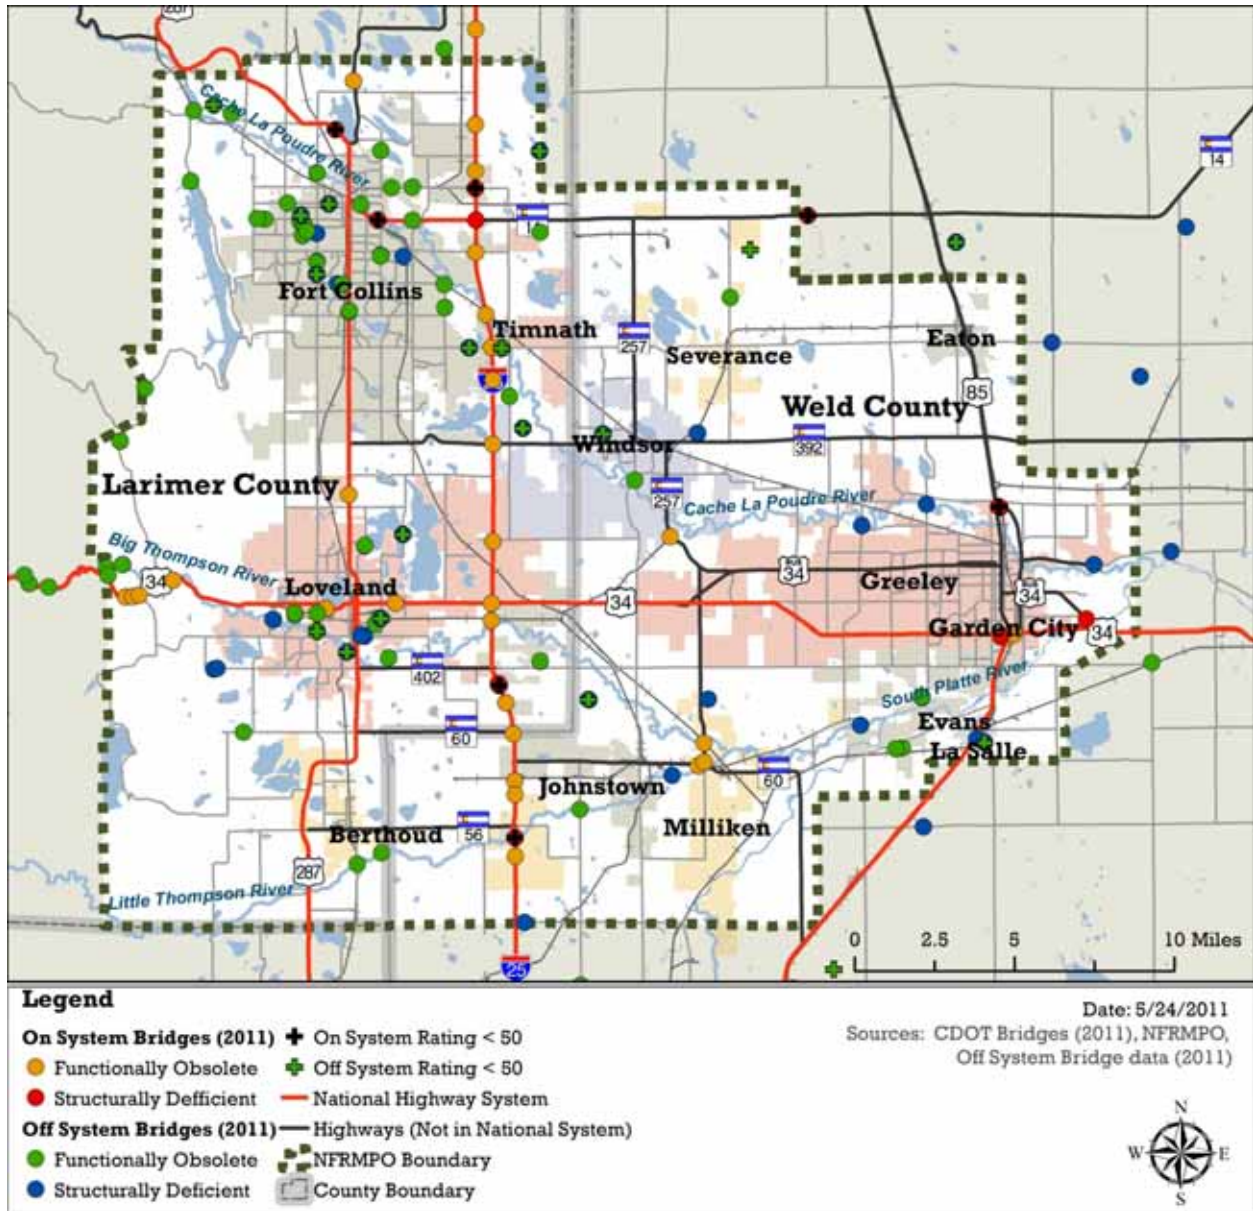 287
Cache La Poudre River
14
14
Fort Collins
Timnath
257
Severance
Eaton
85
Weld County
Windsor
392
Larimer County
257
Cache La Poudre River
Big Thompson River
34
Loveland
34
34
Greeley
34
Garden City
34
402
South Platte River
60
Evans
La Salle
60
Johnstown
56
Berthoud
Milliken
287
Little Thompson River
25
0 2.5 5 10 Miles
Legend
On System Bridges (2011)
Functionally Obsolete
Structurally Defficient
Off System Bridges (2011)
Functionally Obsolete
Structurally Deficient
On System Rating < 50
Off System Rating < 50
National Highway System
Highways (Not in National System)
NFRMPO Boundary
County Boundary
Date: 5/24/2011
Sources: CDOT Bridges (2011), NFRMPO,
Off System Bridge data (2011)
N
W E
S